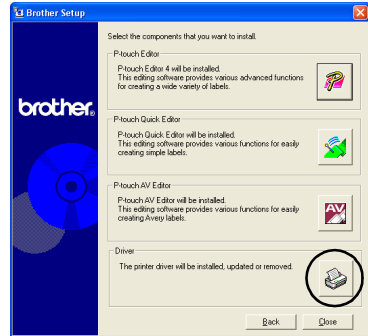 Brother Setup
Select the components that you want to install.
P-touch Editor
P-touch Editor 4 will be installed.
This editing software provides various advanced functions
for creating a wide variety of labels.
brother.
P-touch Quick Editor
P-touch Quick Editor will be installed.
This editing software provides various functions for easily
creating simple labels.
P-touch AV Editor
P-touch AV Editor will be installed.
This editing software provides various functions for easily
creating Avery labels.
AV
Driver
The printer driver will be installed, updated or removed.
Back
Close